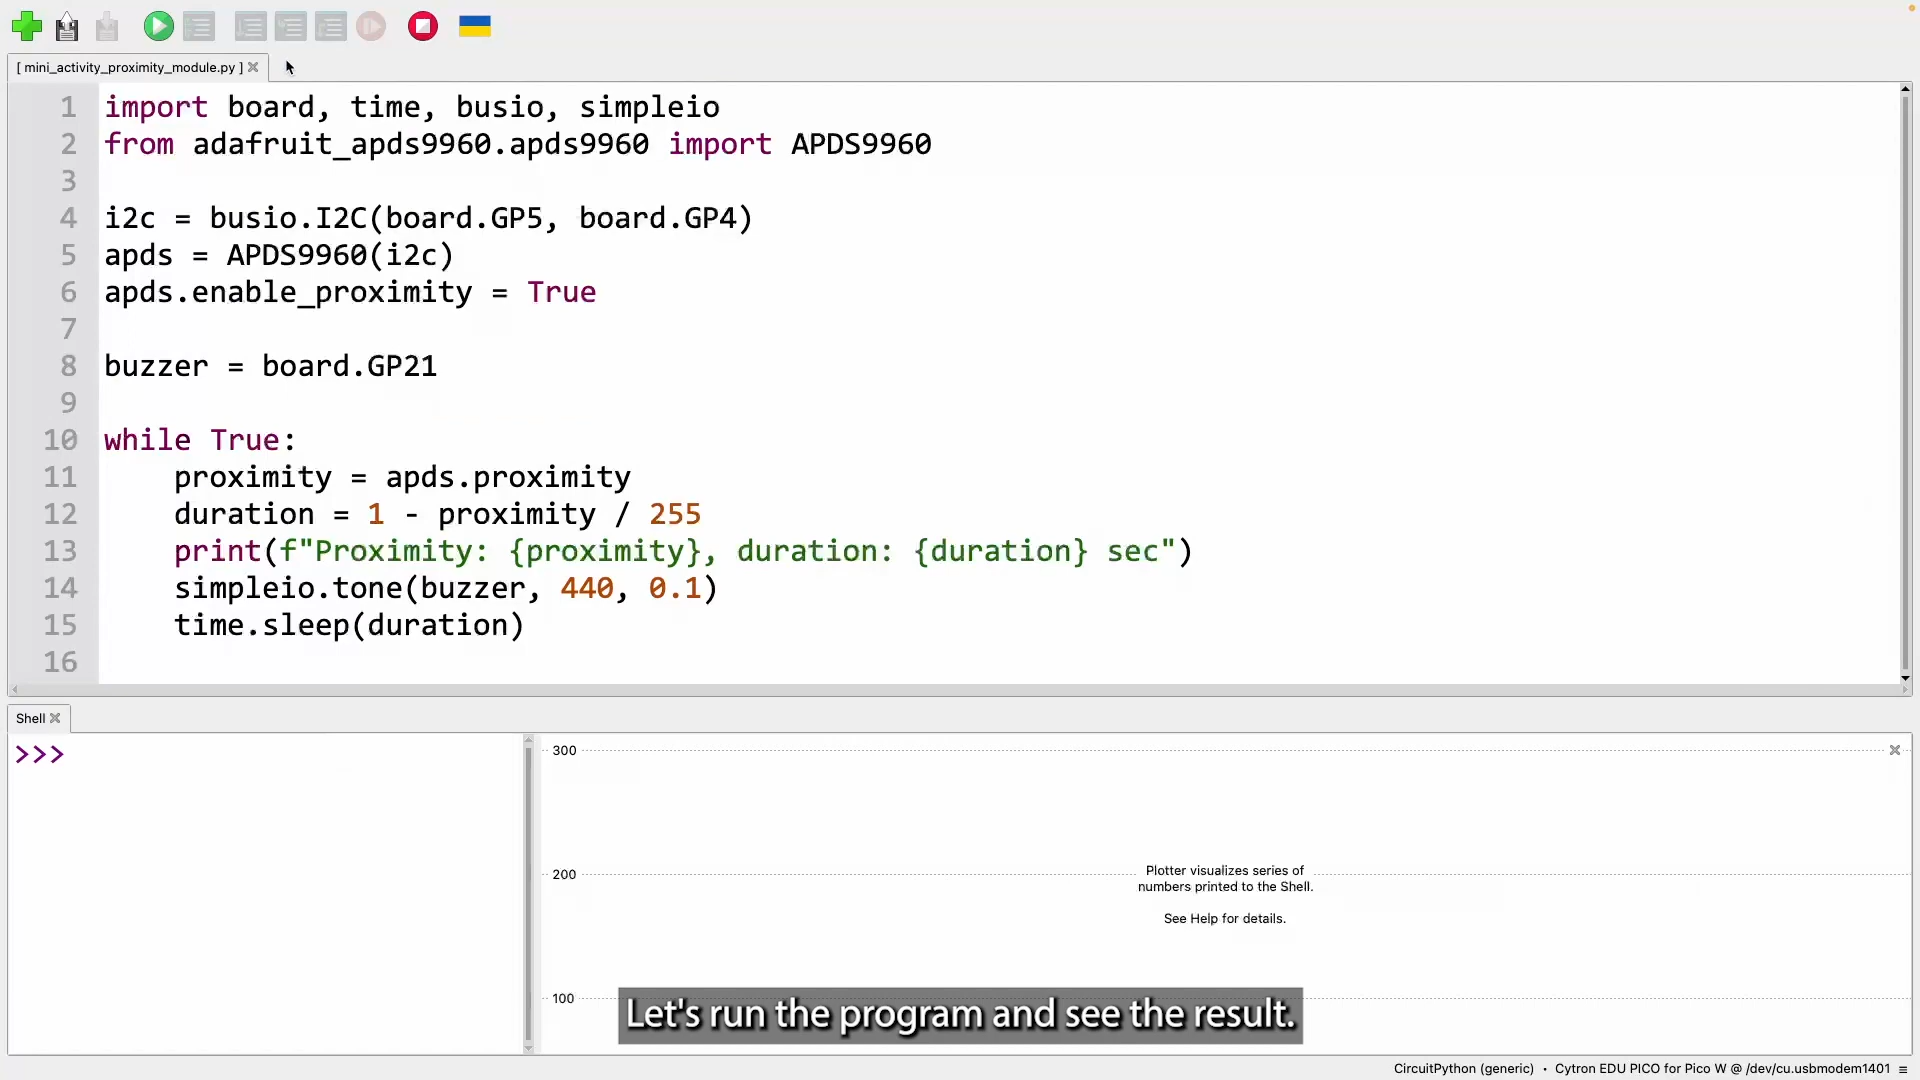 [ mini_activity_proximity_module.py ]
1 import board, time, busio, simpleio
2 from adafruit_apds9960.apds9960 import APDS9960
3
4 i2c = busio.I2C(board.GP5, board.GP4)
5 apds = APDS9960(i2c)
6 apds.enable_proximity = True
7
8 buzzer = board.GP21
9
10 while True:
11     proximity = apds.proximity
12     duration = 1 - proximity / 255
13     print(f"Proximity: {proximity}, duration: {duration} sec")
14     simpleio.tone(buzzer, 440, 0.1)
15     time.sleep(duration)
16
Shell
>>>
300
200
100
Plotter visualizes series of
numbers printed to the Shell.
See Help for details.
Let's run the program and see the result.
CircuitPython (generic) • Cytron EDU PICO for Pico W @ /dev/cu.usbmodem1401 ≡